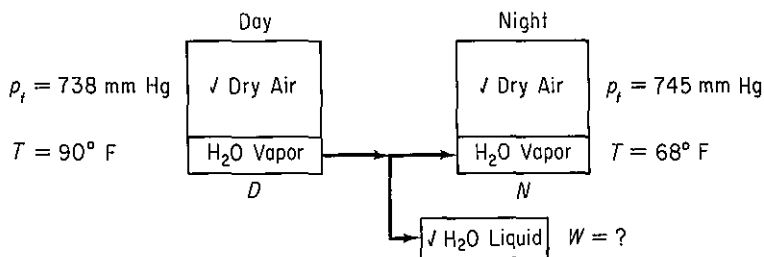 Day Night
p_t = 738 mm Hg √ Dry Air √ Dry Air p_t = 745 mm Hg
T = 90° F H₂O Vapor H₂O Vapor T = 68° F
D N
√ H₂O Liquid W = ?